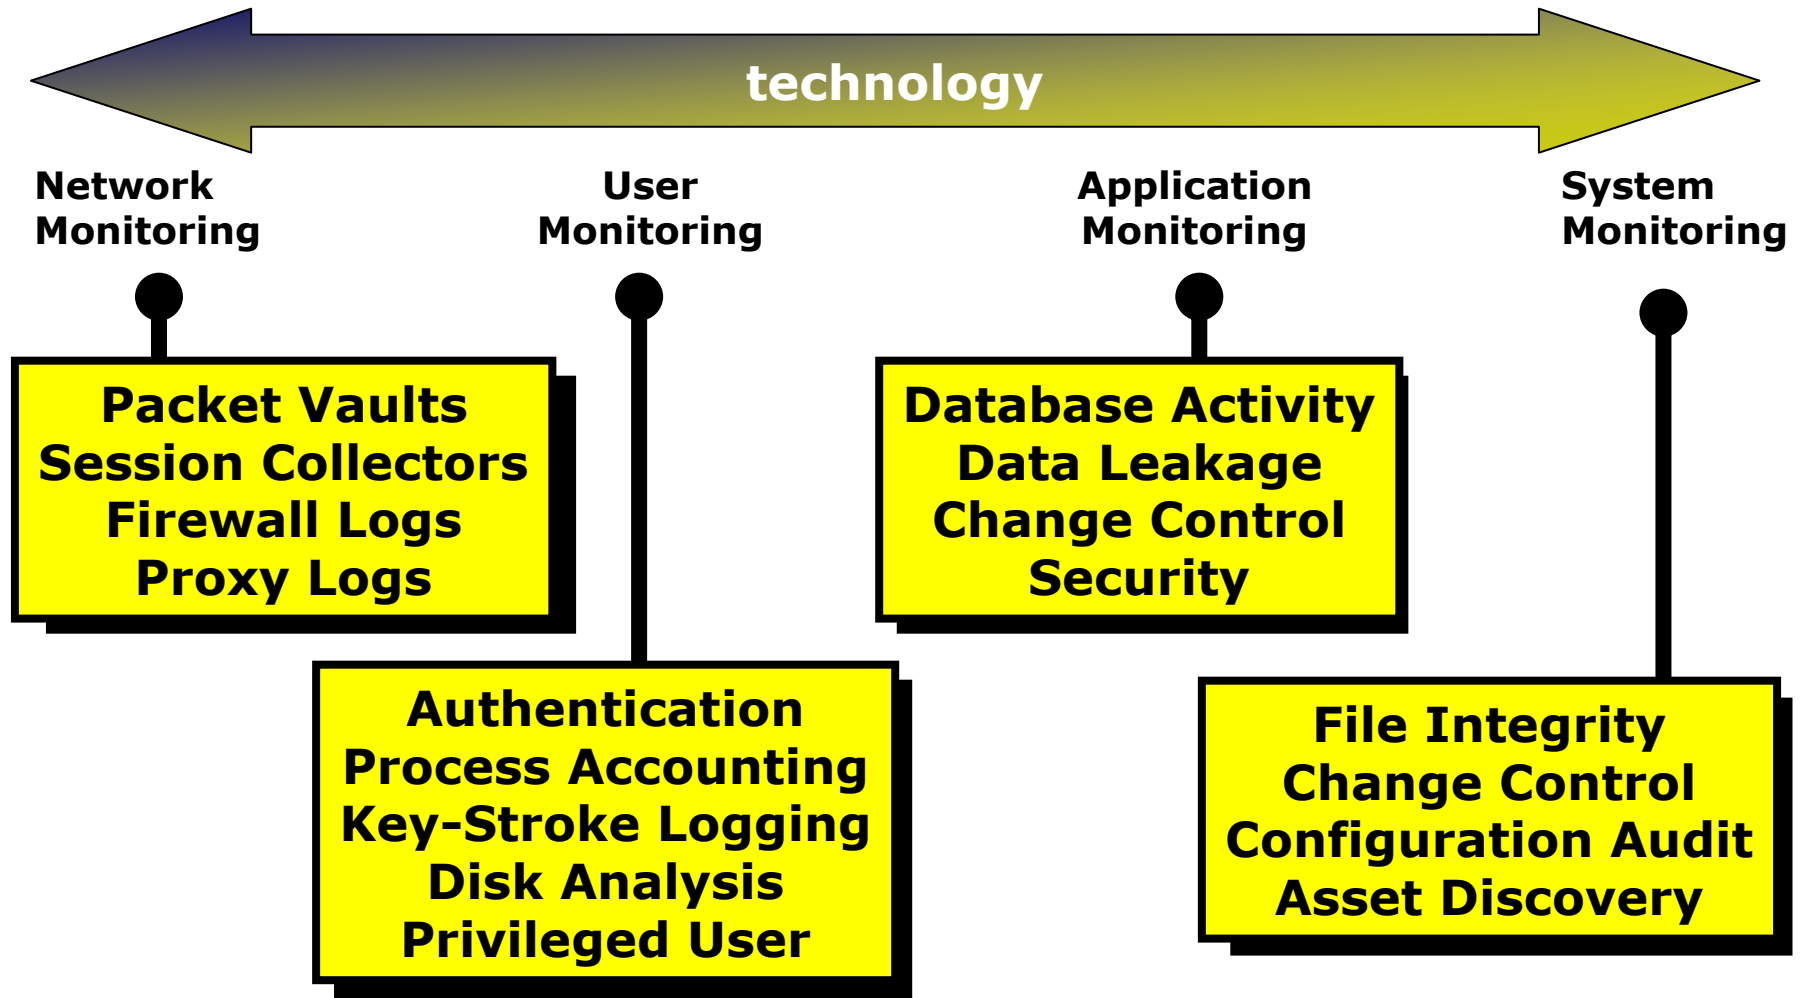 technology
Network
Monitoring
User
Monitoring
Application
Monitoring
System
Monitoring
Packet Vaults
Session Collectors
Firewall Logs
Proxy Logs
Authentication
Process Accounting
Key-Stroke Logging
Disk Analysis
Privileged User
Database Activity
Data Leakage
Change Control
Security
File Integrity
Change Control
Configuration Audit
Asset Discovery